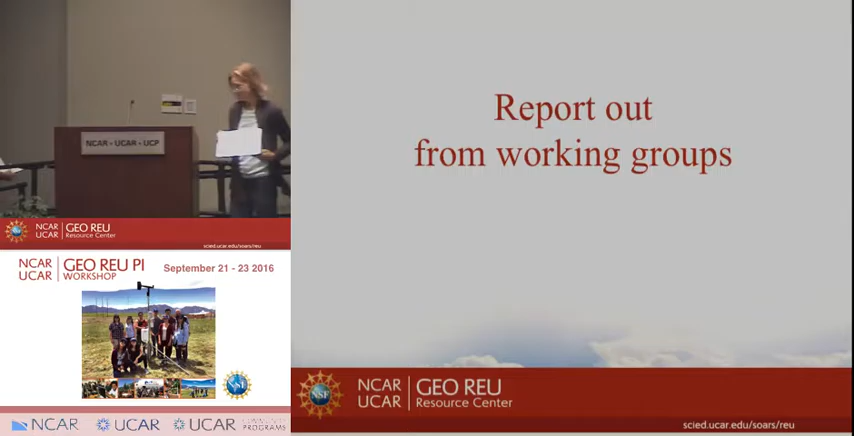 NCAR - UCAR - UCP
NSF
NCAR
UCAR
GEO REU
Resource Center
scied.ucar.edu/soars/reu
NCAR
UCAR
GEO REU PI
WORKSHOP
September 21 - 23 2016
NSF
NCAR
UCAR
UCAR
COMMUNITY
PROGRAMS
Report out
from working groups
NSF
NCAR
UCAR
GEO REU
Resource Center
scied.ucar.edu/soars/reu